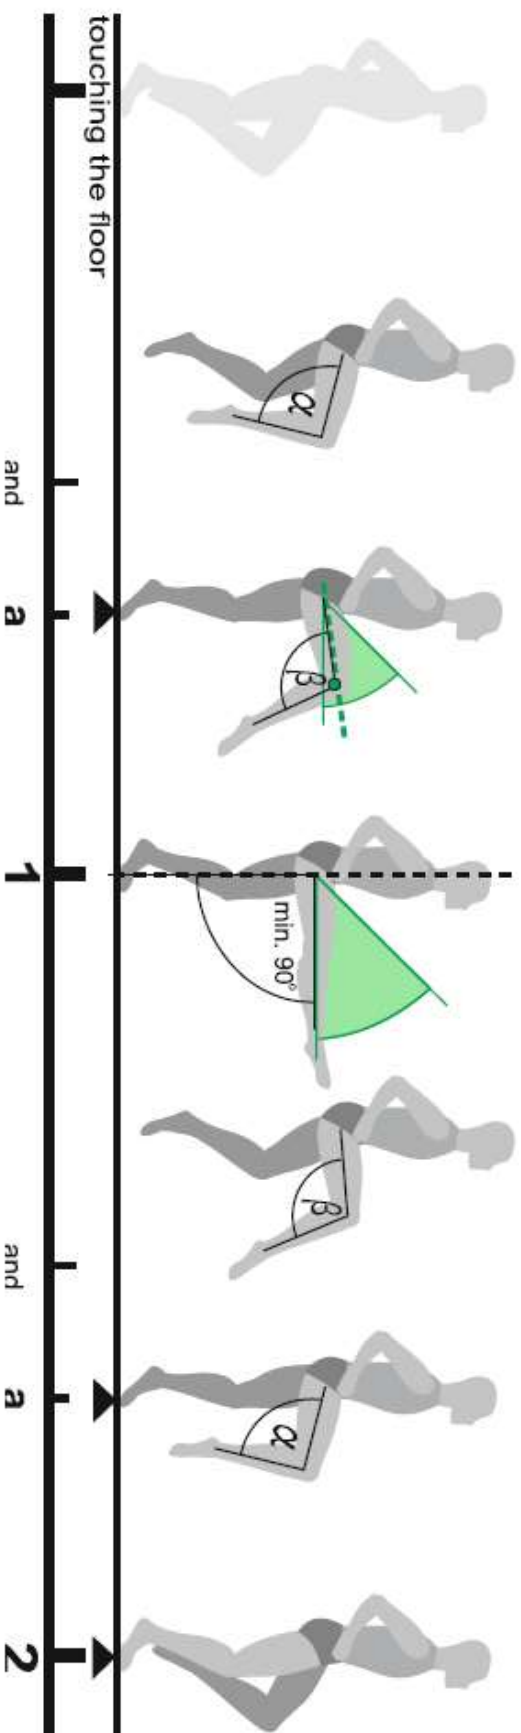 touching the floor
and
a
1
and
a
2
α
β
min. 90°
β
α